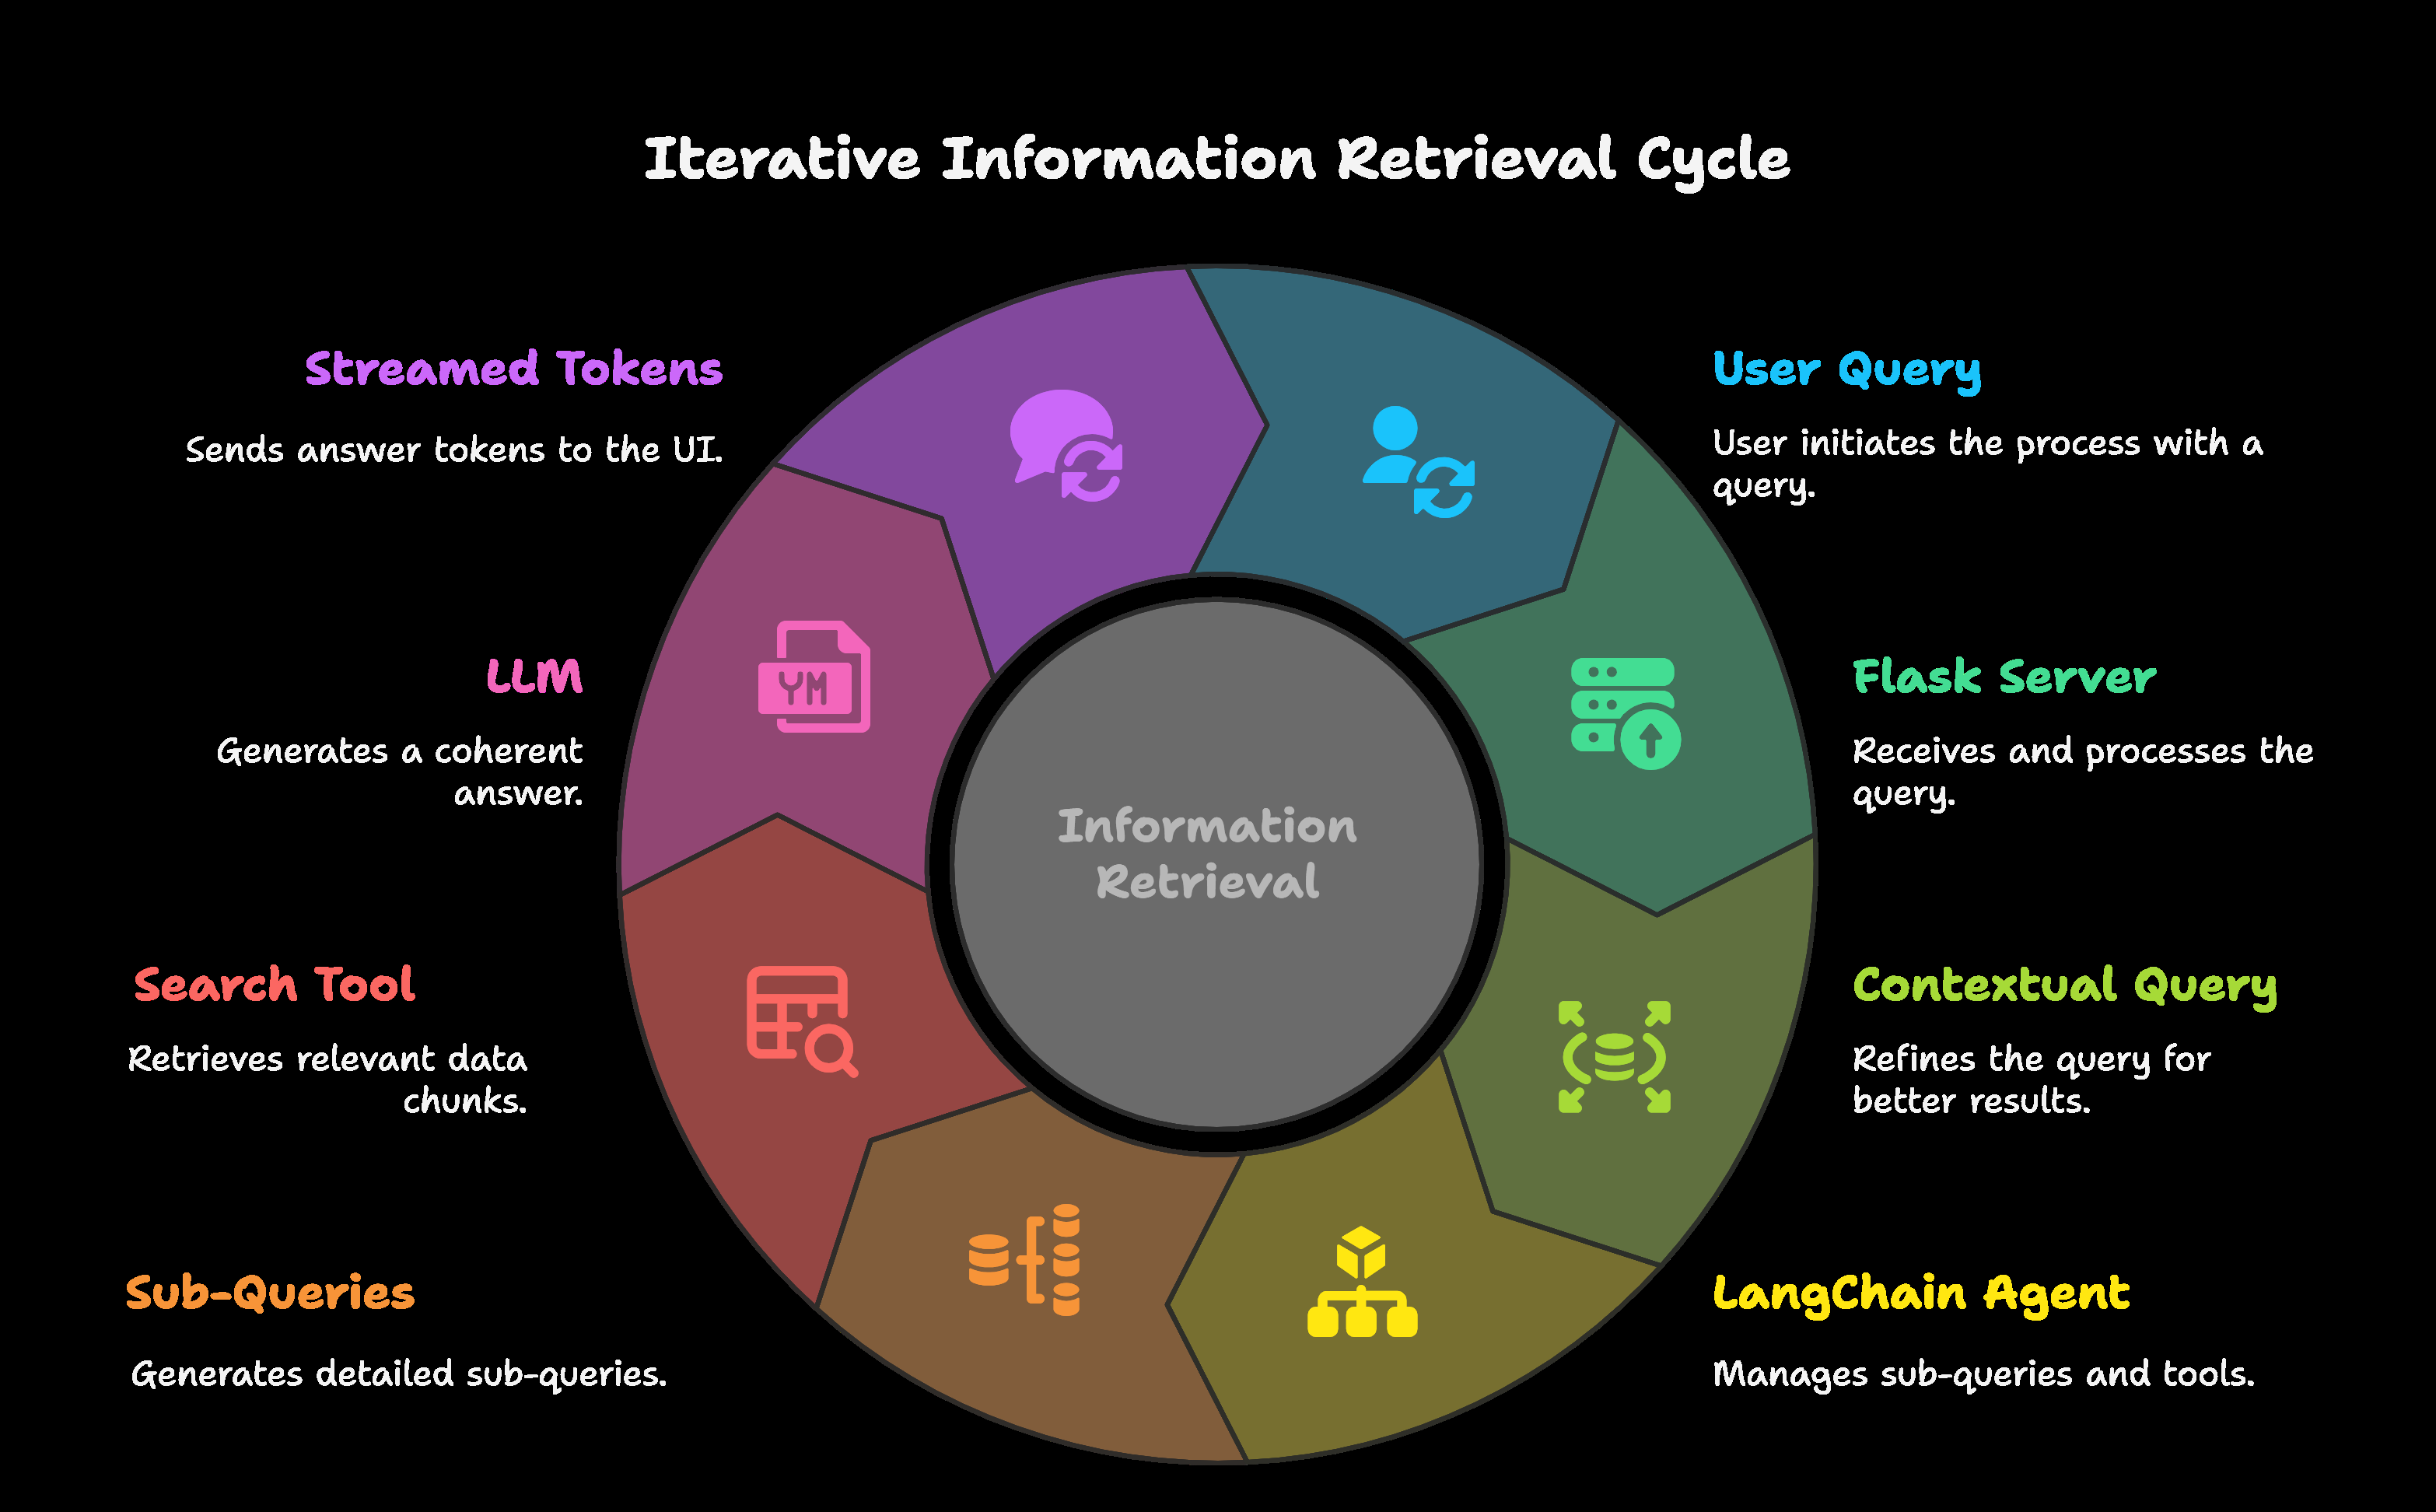 Iterative Information Retrieval Cycle
Streamed Tokens
Sends answer tokens to the UI.
User Query
User initiates the process with a
query.
LLM
Generates a coherent
answer.
YM
Flask Server
Receives and processes the
query.
Information
Retrieval
Search Tool
Retrieves relevant data
chunks.
Contextual Query
Refines the query for
better results.
Sub-Queries
Generates detailed sub-queries.
LangChain Agent
Manages sub-queries and tools.